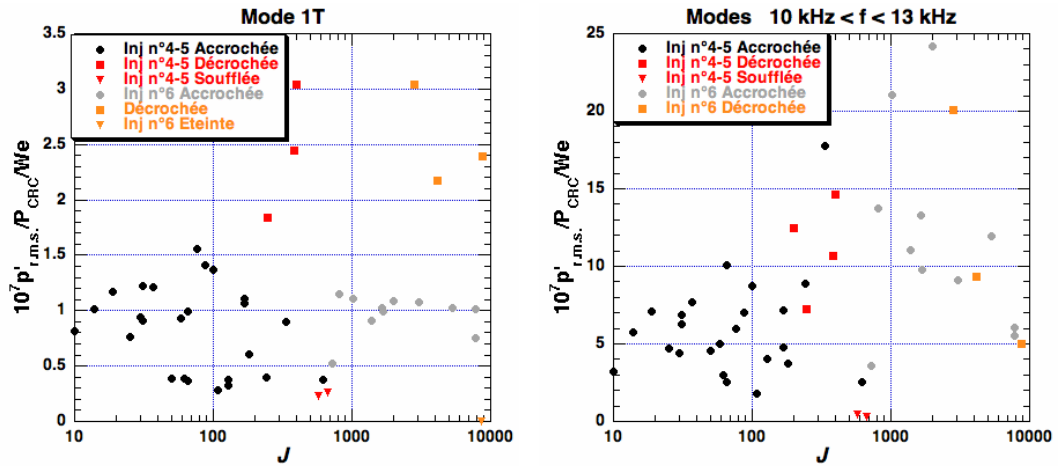 Mode 1T
Inj n°4-5 Accrochée
Inj n°4-5 Décrochée
Inj n°4-5 Soufflée
Inj n°6 Accrochée
Décrochée
Inj n°6 Eteinte
10⁷p'r.m.s./PCRC/We
3.5
3
2.5
2
1.5
1
0.5
0
10
100
1000
10000
J
Modes 10 kHz < f < 13 kHz
Inj n°4-5 Accrochée
Inj n°4-5 Décrochée
Inj n°4-5 Soufflée
Inj n°6 Accrochée
Inj n°6 Décrochée
10⁷p'r.m.s./PCRC/We
25
20
15
10
5
0
10
100
1000
10000
J